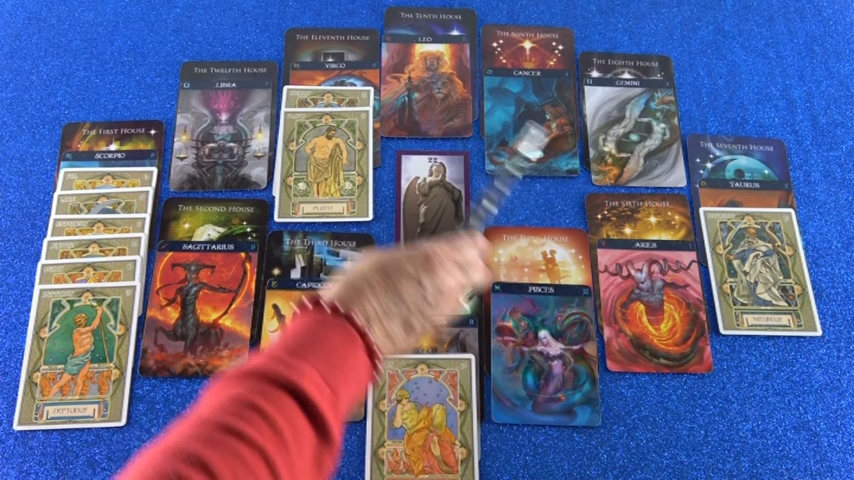 THE TENTH HOUSE
LEO
THE ELEVENTH HOUSE
VIRGO
THE NINTH HOUSE
CANCER
THE TWELFTH HOUSE
LIBRA
THE EIGHTH HOUSE
GEMINI
THE FIRST HOUSE
SCORPIO
THE SEVENTH HOUSE
TAURUS
THE SECOND HOUSE
SAGITTARIUS
THE THIRD HOUSE
THE SIXTH HOUSE
ARIES
HOUSE
PISCES
NEPTUNUS